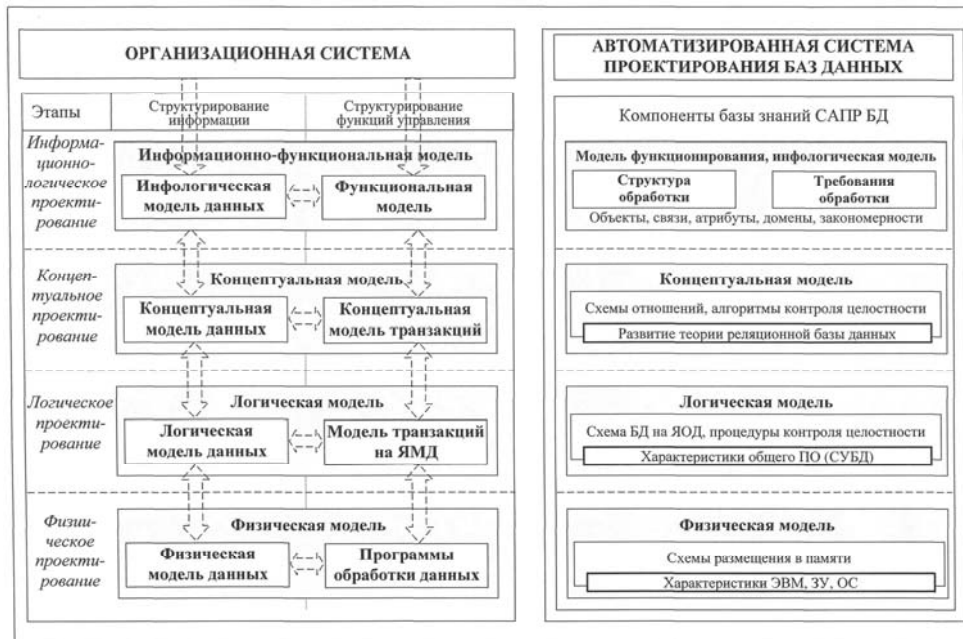 ОРГАНИЗАЦИОННАЯ СИСТЕМА
Этапы
Структурирование
информации
Структурирование
функций управления
Информа-
ционно-
логическое
проекти-
рование
Информационно-функциональная модель
Инфологическая
модель данных
Функциональная
модель
Концеп-
туальное
проекти-
рование
Концептуальная модель
Концептуальная
модель данных
Концептуальная
модель транзакций
Логическое
проекти-
рование
Логическая модель
Логическая
модель данных
Модель транзакций
на ЯМД
Физии-
ческое
проекти-
рование
Физическая модель
Физическая
модель данных
Программы
обработки данных
АВТОМАТИЗИРОВАННАЯ СИСТЕМА
ПРОЕКТИРОВАНИЯ БАЗ ДАННЫХ
Компоненты базы знаний САПР БД
Модель функционирования, инфологическая модель
Структура
обработки
Требования
обработки
Объекты, связи, атрибуты, домены, закономерности
Концептуальная модель
Схемы отношений, алгоритмы контроля целостности
Развитие теории реляционной базы данных
Логическая модель
Схема БД на ЯОД, процедуры контроля целостности
Характеристики общего ПО (СУБД)
Физическая модель
Схемы размещения в памяти
Характеристики ЭВМ, ЗУ, ОС